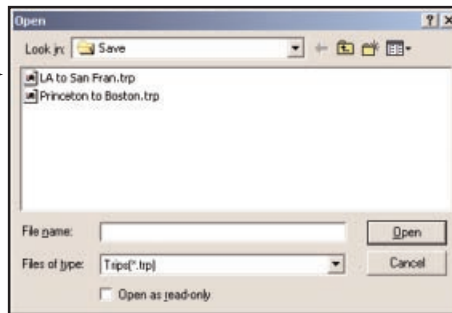 Open
Look in: Save
LA to San Fran.trp
Princeton to Boston.trp
File name: Open
Files of type: Trips(*.trp) Cancel
Open as read-only